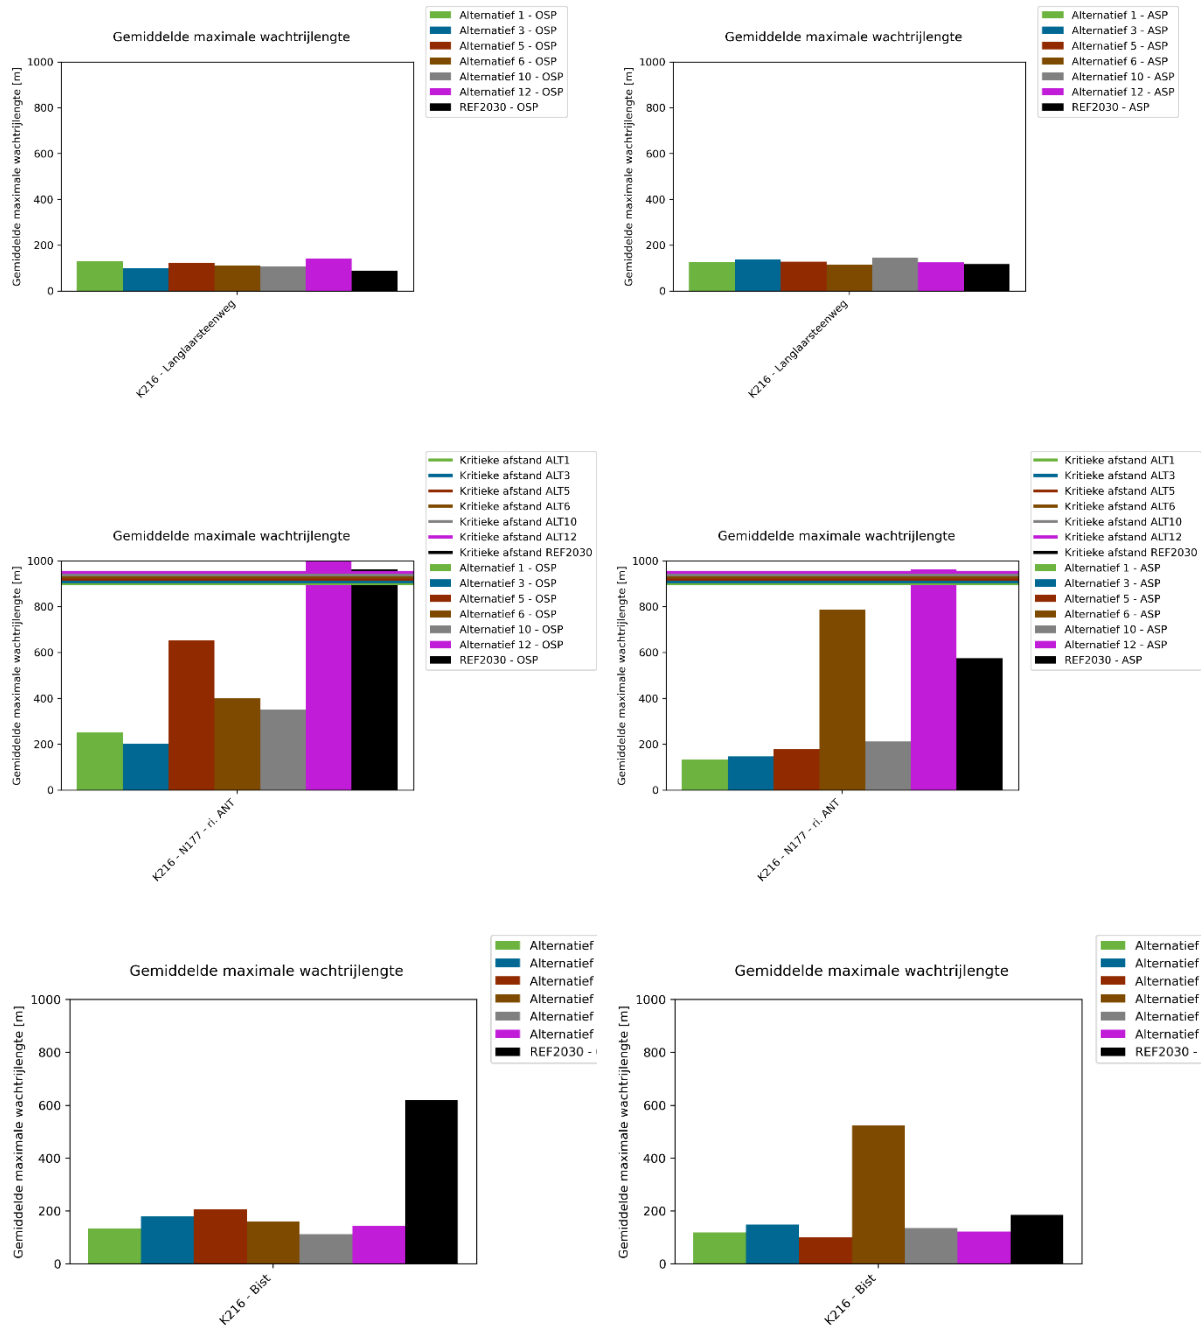 Gemiddelde maximale wachtrijlengte
Alternatief 1 - OSP
Alternatief 3 - OSP
Alternatief 5 - OSP
Alternatief 6 - OSP
Alternatief 10 - OSP
Alternatief 12 - OSP
REF2030 - OSP
Gemiddelde maximale wachtrijlengte [m]
1000
800
600
400
200
0
K216 - Langlaarsteenweg
Gemiddelde maximale wachtrijlengte
Alternatief 1 - ASP
Alternatief 3 - ASP
Alternatief 5 - ASP
Alternatief 6 - ASP
Alternatief 10 - ASP
Alternatief 12 - ASP
REF2030 - ASP
Gemiddelde maximale wachtrijlengte [m]
1000
800
600
400
200
0
K216 - Langlaarsteenweg
Gemiddelde maximale wachtrijlengte
Kritieke afstand ALT1
Kritieke afstand ALT3
Kritieke afstand ALT5
Kritieke afstand ALT6
Kritieke afstand ALT10
Kritieke afstand ALT12
Kritieke afstand REF2030
Alternatief 1 - OSP
Alternatief 3 - OSP
Alternatief 5 - OSP
Alternatief 6 - OSP
Alternatief 10 - OSP
Alternatief 12 - OSP
REF2030 - OSP
Gemiddelde maximale wachtrijlengte [m]
1000
800
600
400
200
0
K216 - N177 - ri. ANT
Gemiddelde maximale wachtrijlengte
Kritieke afstand ALT1
Kritieke afstand ALT3
Kritieke afstand ALT5
Kritieke afstand ALT6
Kritieke afstand ALT10
Kritieke afstand ALT12
Kritieke afstand REF2030
Alternatief 1 - ASP
Alternatief 3 - ASP
Alternatief 5 - ASP
Alternatief 6 - ASP
Alternatief 10 - ASP
Alternatief 12 - ASP
REF2030 - ASP
Gemiddelde maximale wachtrijlengte [m]
1000
800
600
400
200
0
K216 - N177 - ri. ANT
Gemiddelde maximale wachtrijlengte
Alternatief
Alternatief
Alternatief
Alternatief
Alternatief
Alternatief
REF2030 -
Gemiddelde maximale wachtrijlengte [m]
1000
800
600
400
200
0
K216 - Bist
Gemiddelde maximale wachtrijlengte
Alternatief
Alternatief
Alternatief
Alternatief
Alternatief
Alternatief
REF2030 -
Gemiddelde maximale wachtrijlengte [m]
1000
800
600
400
200
0
K216 - Bist